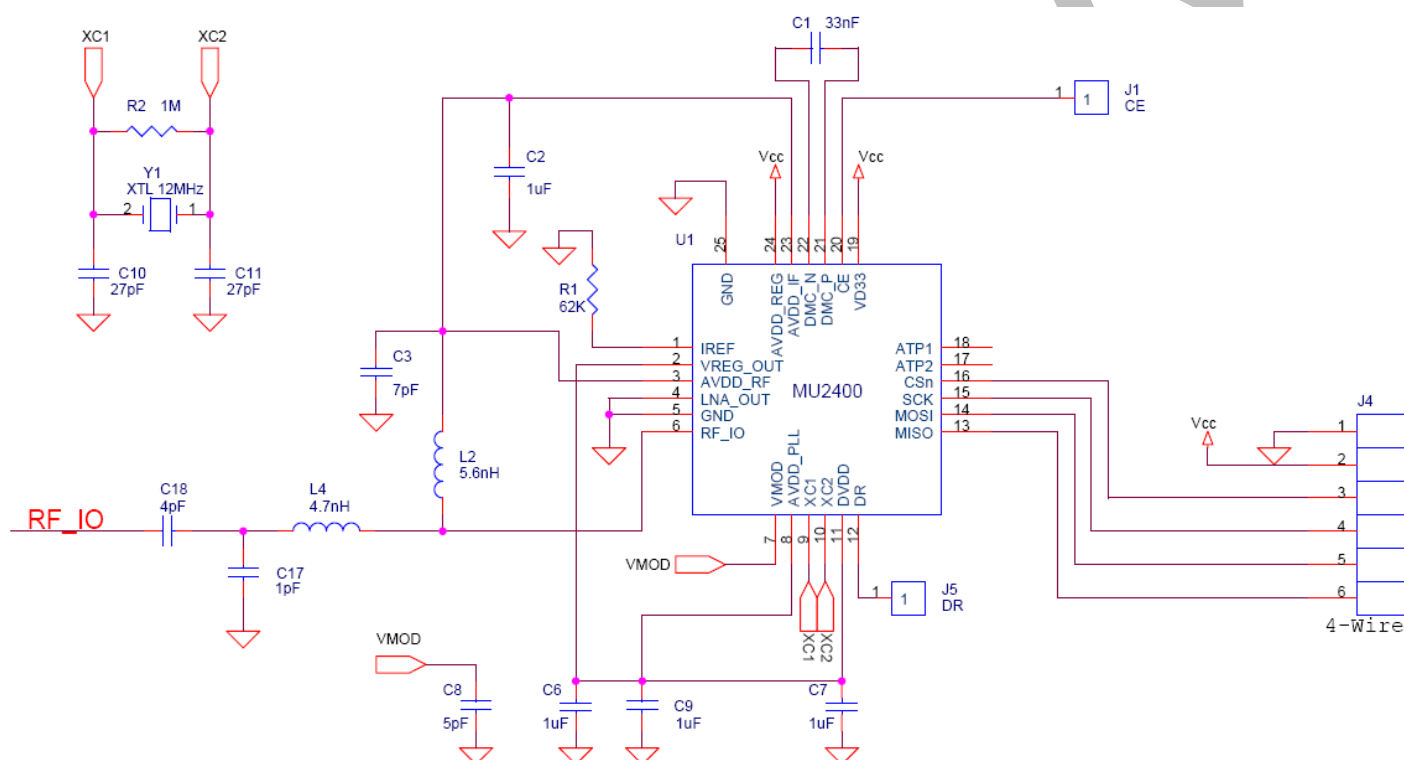 C1 33nF
XC1 XC2
R2 1M
Y1
XTL 12MHz
2 1
C10
27pF
C11
27pF
C2
1uF
Vcc
Vcc
1 1
J1
CE
U1
25 24 23 22 21 20 19
GND
AVDD_REG
AVDD_IF
DMC_N
DMC_P
CE
VD33
R1
62K
C3
7pF
1 IREF
2 VREG_OUT
3 AVDD_RF
4 LNA_OUT
5 GND
6 RF_IO
MU2400
ATP1 18
ATP2 17
CSn 16
SCK 15
MOSI 14
MISO 13
VMOD
AVDD_PLL
XC1
XC2
DVDD
DR
7 8 9 10 11 12
L2
5.6nH
RF_IO
C18
4pF
L4
4.7nH
C17
1pF
VMOD
XC1
XC2
1 1
J5
DR
Vcc
J4
1
2
3
4
5
6
4-Wire
VMOD
C8
5pF
C6
1uF
C9
1uF
C7
1uF